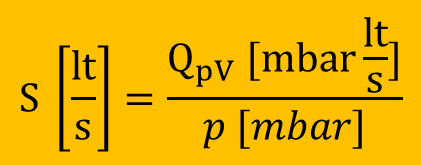 S [lt/s] = Q_pV [mbar lt/s] / p [mbar]